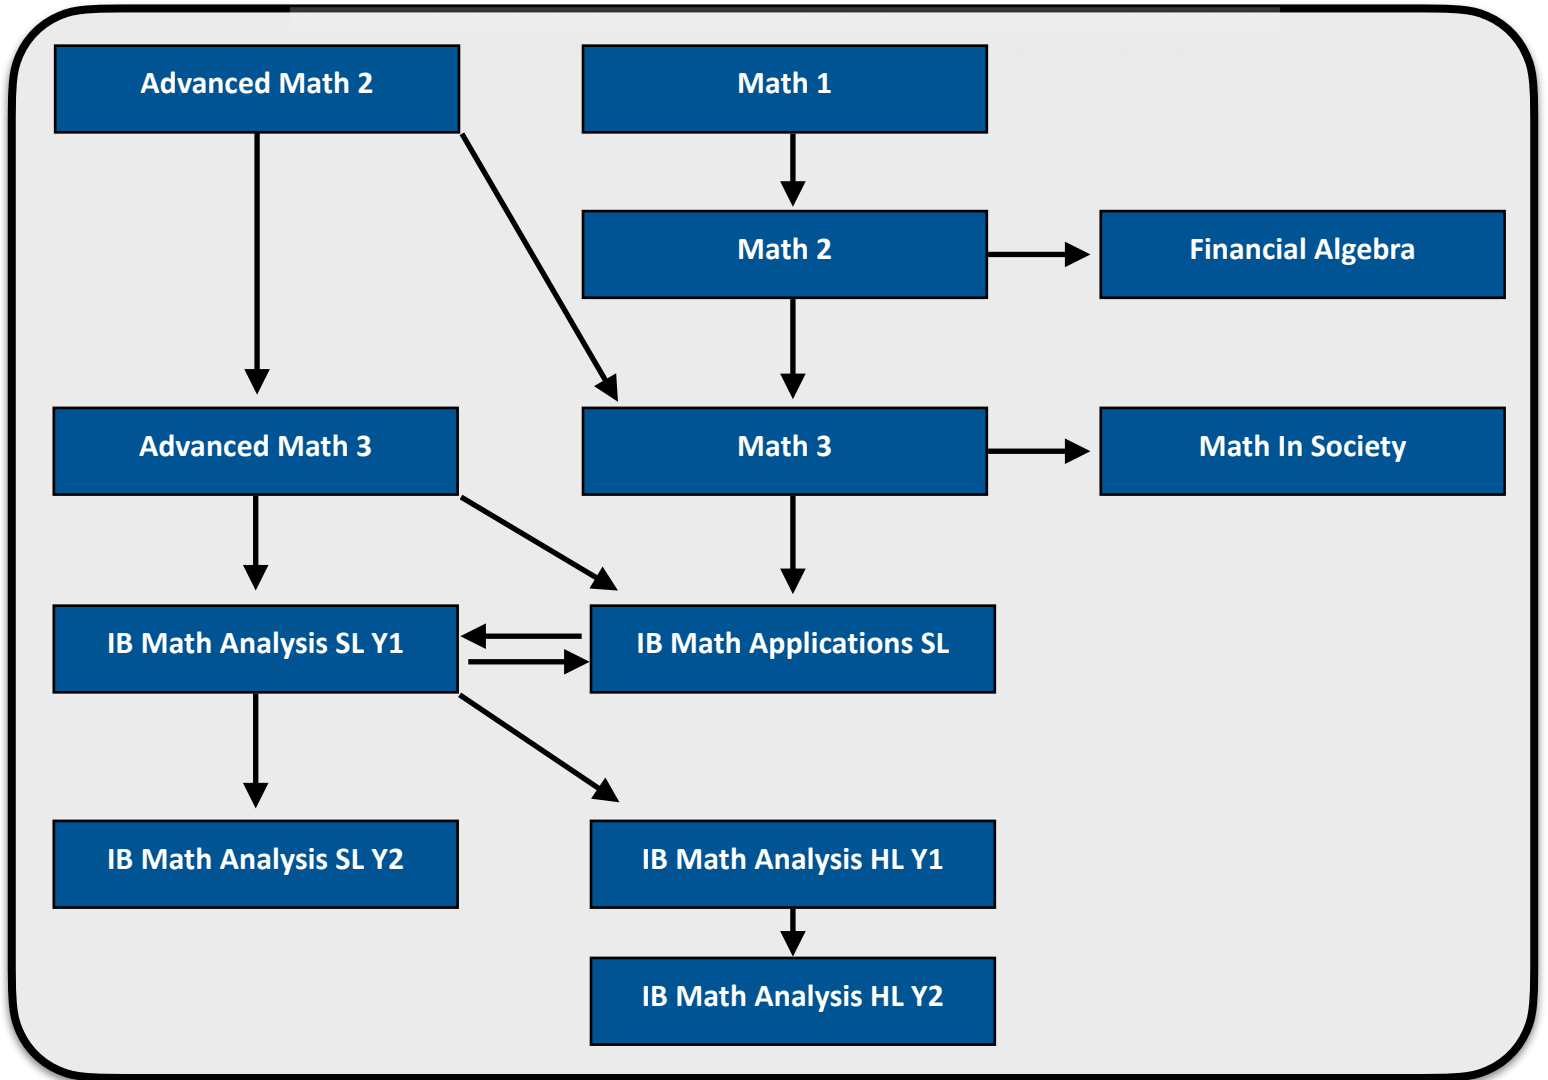 Advanced Math 2
Math 1
Math 2
Financial Algebra
Advanced Math 3
Math 3
Math In Society
IB Math Analysis SL Y1
IB Math Applications SL
IB Math Analysis SL Y2
IB Math Analysis HL Y1
IB Math Analysis HL Y2